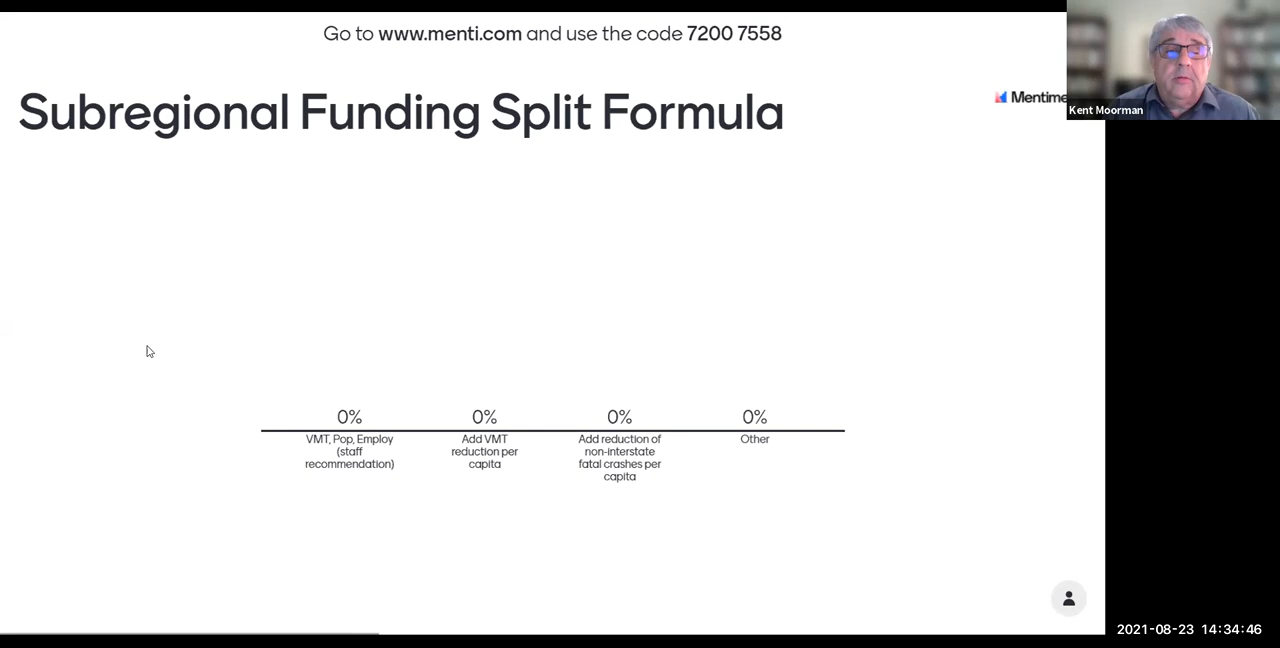 Go to www.menti.com and use the code 7200 7558
Subregional Funding Split Formula
Mentime
Kent Moorman
0%
0%
0%
0%
VMT, Pop, Employ
(staff
recommendation)
Add VMT
reduction per
capita
Add reduction of
non-interstate
fatal crashes per
capita
Other
2021-08-23 14:34:46